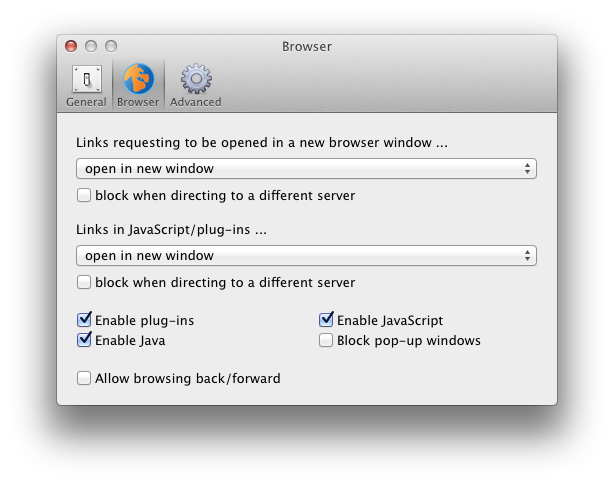 Browser
General Browser Advanced
Links requesting to be opened in a new browser window ...
open in new window
block when directing to a different server
Links in JavaScript/plug-ins ...
open in new window
block when directing to a different server
Enable plug-ins Enable JavaScript
Enable Java Block pop-up windows
Allow browsing back/forward